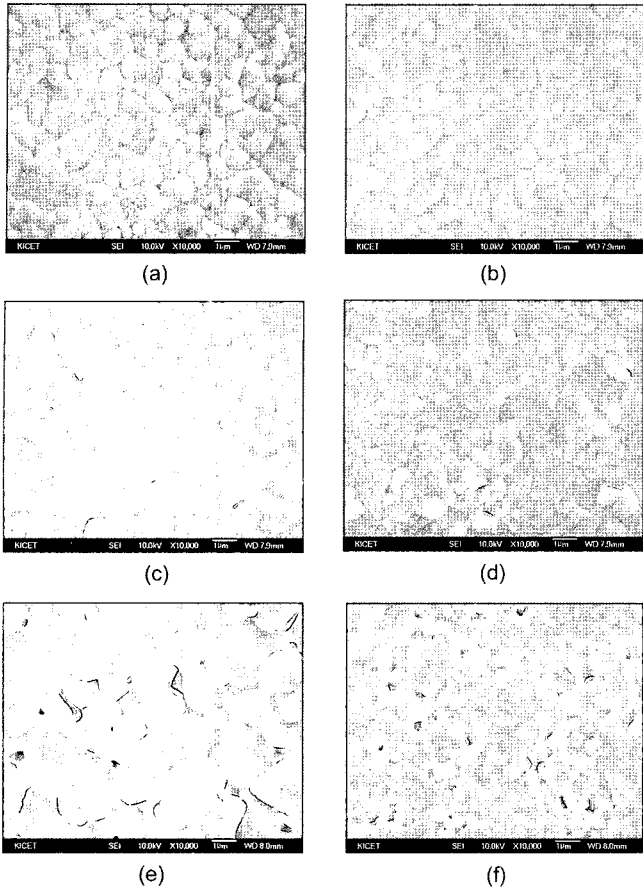 KICET SEI 10.0kV X10,000 1μm WD 7.9mm
KICET SEI 10.0kV X10,000 1μm WD 7.9mm
(a)
(b)
KICET SEI 10.0kV X10,000 1μm WD 7.9mm
KICET SEI 10.0kV X10,000 1μm WD 7.9mm
(c)
(d)
KICET SEI 10.0kV X10,000 1μm WD 8.0mm
KICET SEI 10.0kV X10,000 1μm WD 8.0mm
(e)
(f)